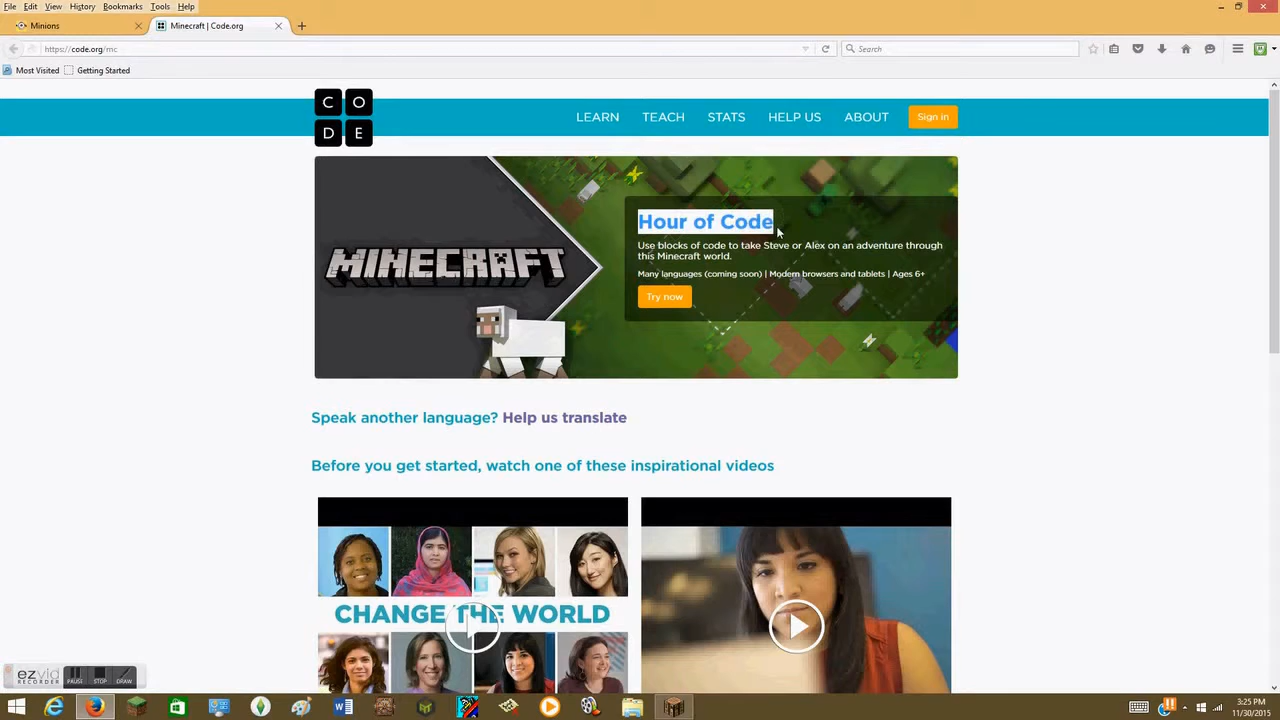 File Edit View History Bookmarks Tools Help
Minions
Minecraft | Code.org
https://code.org/mc
Search
Most Visited
Getting Started
C O
D E
LEARN TEACH STATS HELP US ABOUT Sign in
MINECRAFT
Hour of Code
Use blocks of code to take Steve or Alex on an adventure through
this Minecraft world.
Many languages (coming soon) | Modern browsers and tablets | Ages 6+
Try now
Speak another language? Help us translate
Before you get started, watch one of these inspirational videos
CHANGE THE WORLD
ezvid
RECORDER
PAUSE STOP DRAW
3:25 PM
11/30/2015